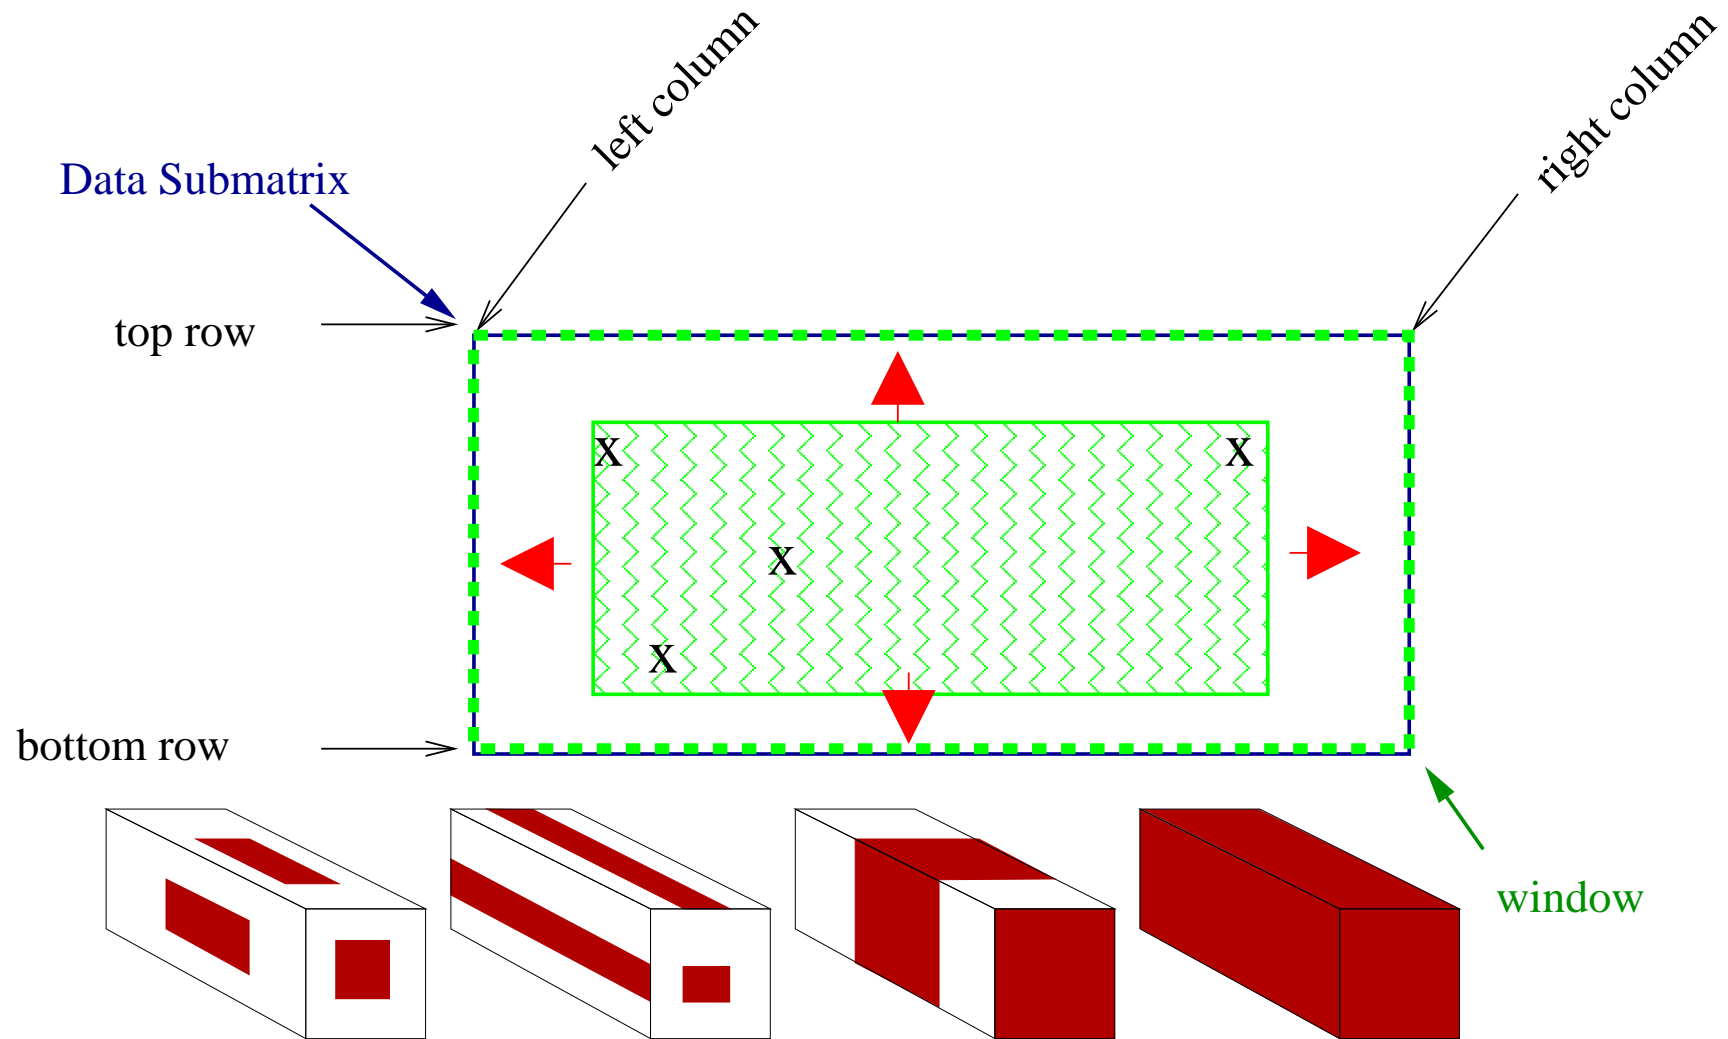 left column
right column
Data Submatrix
top row
X
X
X
X
bottom row
window